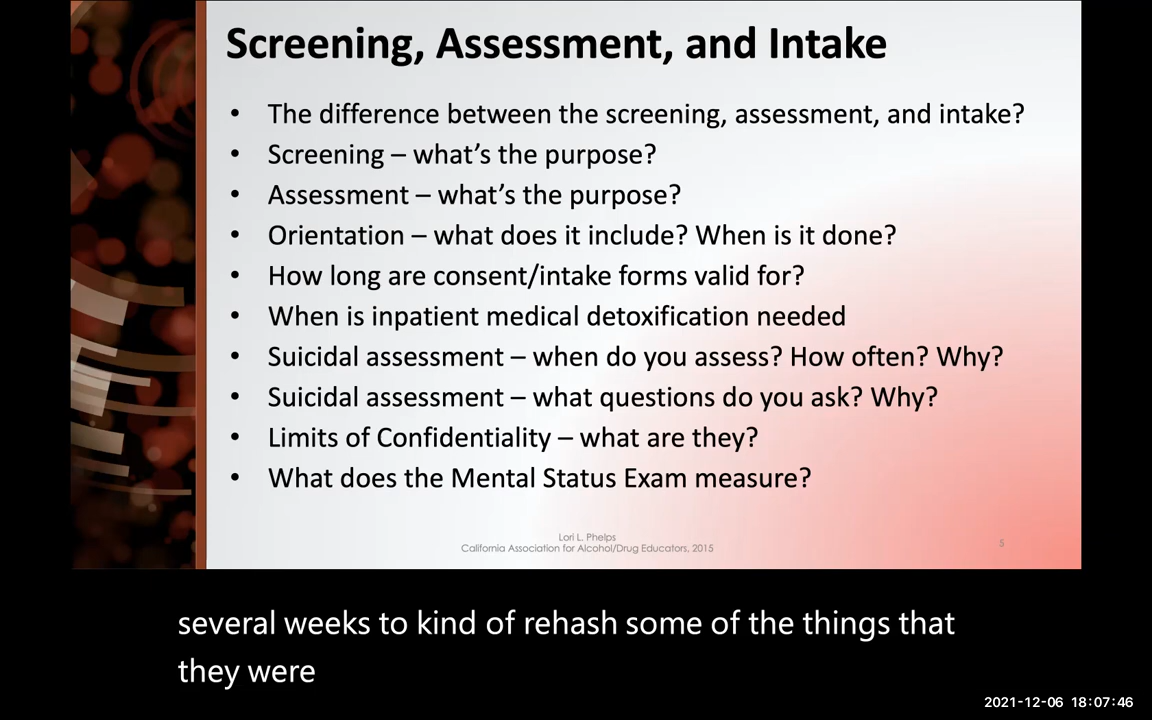 Screening, Assessment, and Intake
• The difference between the screening, assessment, and intake?
• Screening – what's the purpose?
• Assessment – what's the purpose?
• Orientation – what does it include? When is it done?
• How long are consent/intake forms valid for?
• When is inpatient medical detoxification needed
• Suicidal assessment – when do you assess? How often? Why?
• Suicidal assessment – what questions do you ask? Why?
• Limits of Confidentiality – what are they?
• What does the Mental Status Exam measure?
Lori L. Phelps
California Association for Alcohol/Drug Educators, 2015
5
several weeks to kind of rehash some of the things that
they were
2021-12-06 18:07:46